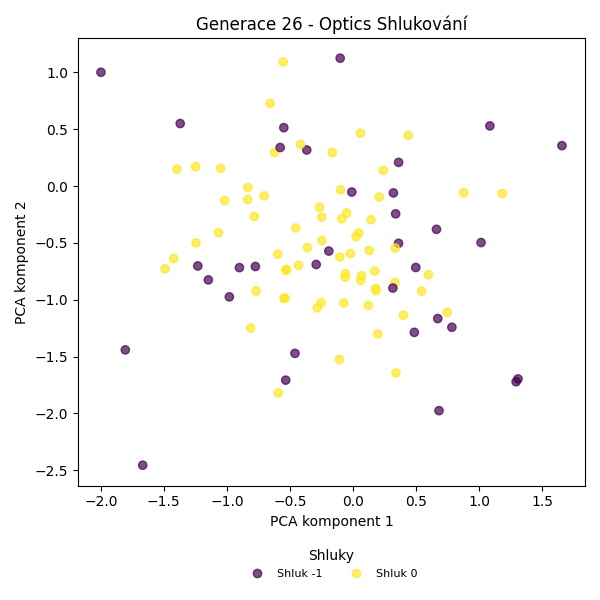 Generace 26 - Optics Shlukování
1.0
0.5
0.0
−0.5
−1.0
−1.5
−2.0
−2.5
PCA komponent 2
−2.0 −1.5 −1.0 −0.5 0.0 0.5 1.0 1.5
PCA komponent 1
Shluky
Shluk -1 Shluk 0